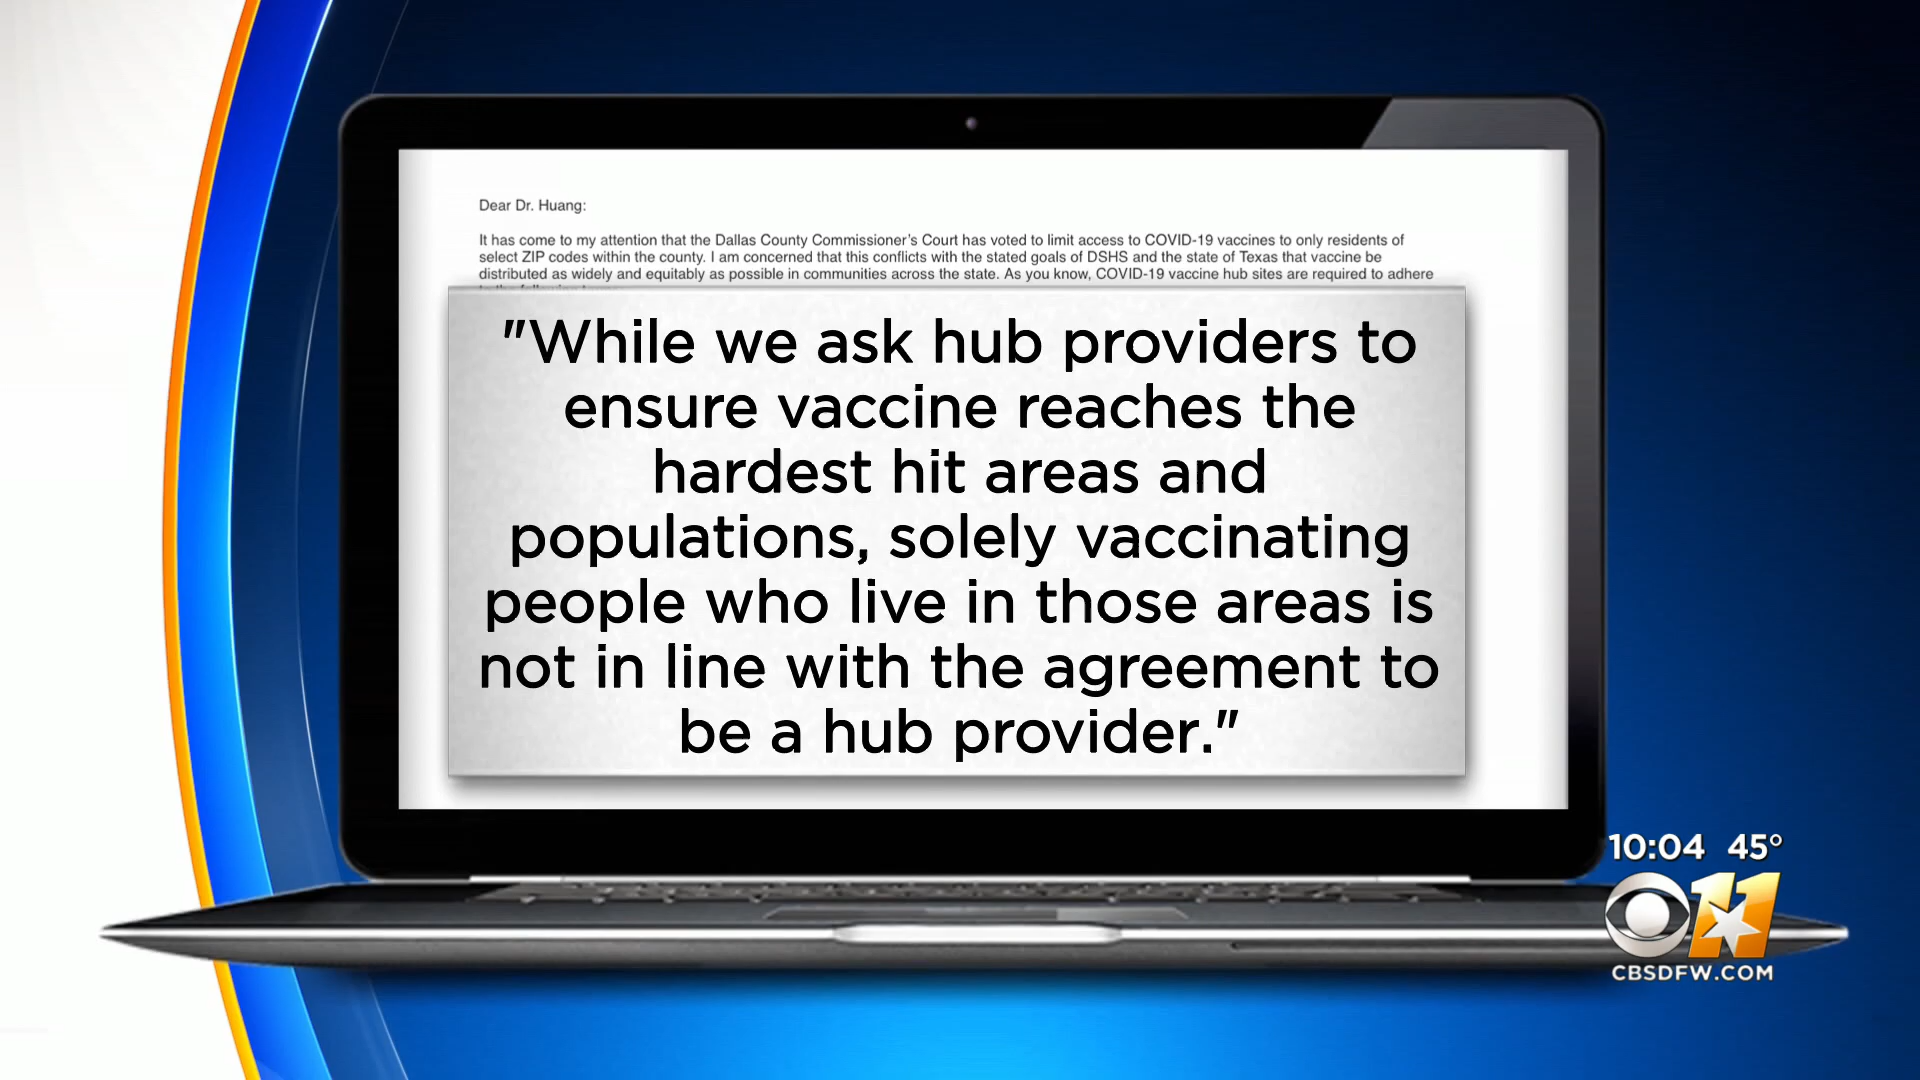 Dear Dr. Huang:
It has come to my attention that the Dallas County Commissioner's Court has voted to limit access to COVID-19 vaccines to only residents of
select ZIP codes within the county. I am concerned that this conflicts with the stated goals of DSHS and the state of Texas that vaccine be
distributed as widely and equitably as possible in communities across the state. As you know, COVID-19 vaccine hub sites are required to adhere
"While we ask hub providers to
ensure vaccine reaches the
hardest hit areas and
populations, solely vaccinating
people who live in those areas is
not in line with the agreement to
be a hub provider."
10:04 45°
11
CBSDFW.COM